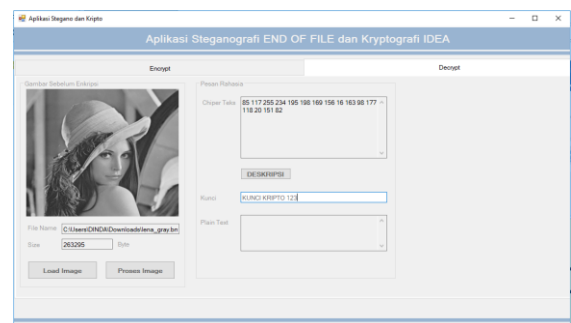 Aplikasi Stegano dan Kripto
Aplikasi Steganografi END OF FILE dan Kryptografi IDEA
Encrypt
Decrypt
Gambar Sebelum Enkripsi
File Name
C:\Users\DINDA\Downloads\lena_gray.bm
Size
263295
Byte
Load Image
Proses Image
Pesan Rahasia
Chiper Teks
85 117 255 234 195 198 169 156 16 163 98 177
118 20 151 82
DESKRIPSI
Kunci
KUNCI KRIPTO 123
Plain Text